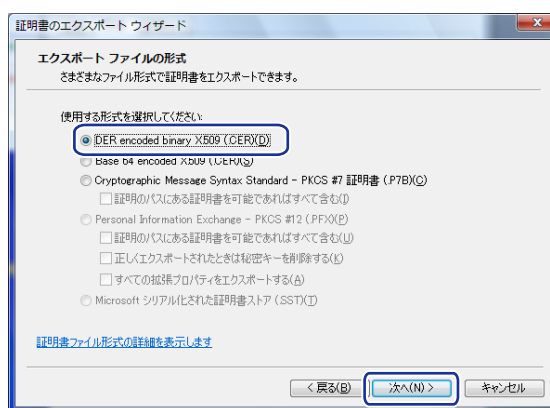 証明書のエクスポート ウィザード
エクスポート ファイルの形式
さまざまなファイル形式で証明書をエクスポートできます。
使用する形式を選択してください:
DER encoded binary X.509 (.CER)(D)
Base 64 encoded X.509 (.CER)(S)
Cryptographic Message Syntax Standard - PKCS #7 証明書 (.P7B)(C)
証明のパスにある証明書を可能であればすべて含む(I)
Personal Information Exchange - PKCS #12 (.PFX)(P)
証明のパスにある証明書を可能であればすべて含む(U)
正しくエクスポートされたときは秘密キーを削除する(K)
すべての拡張プロパティをエクスポートする(A)
Microsoft シリアル化された証明書ストア (.SST)(T)
証明書ファイル形式の詳細を表示します
< 戻る(B) 次へ(N) > キャンセル